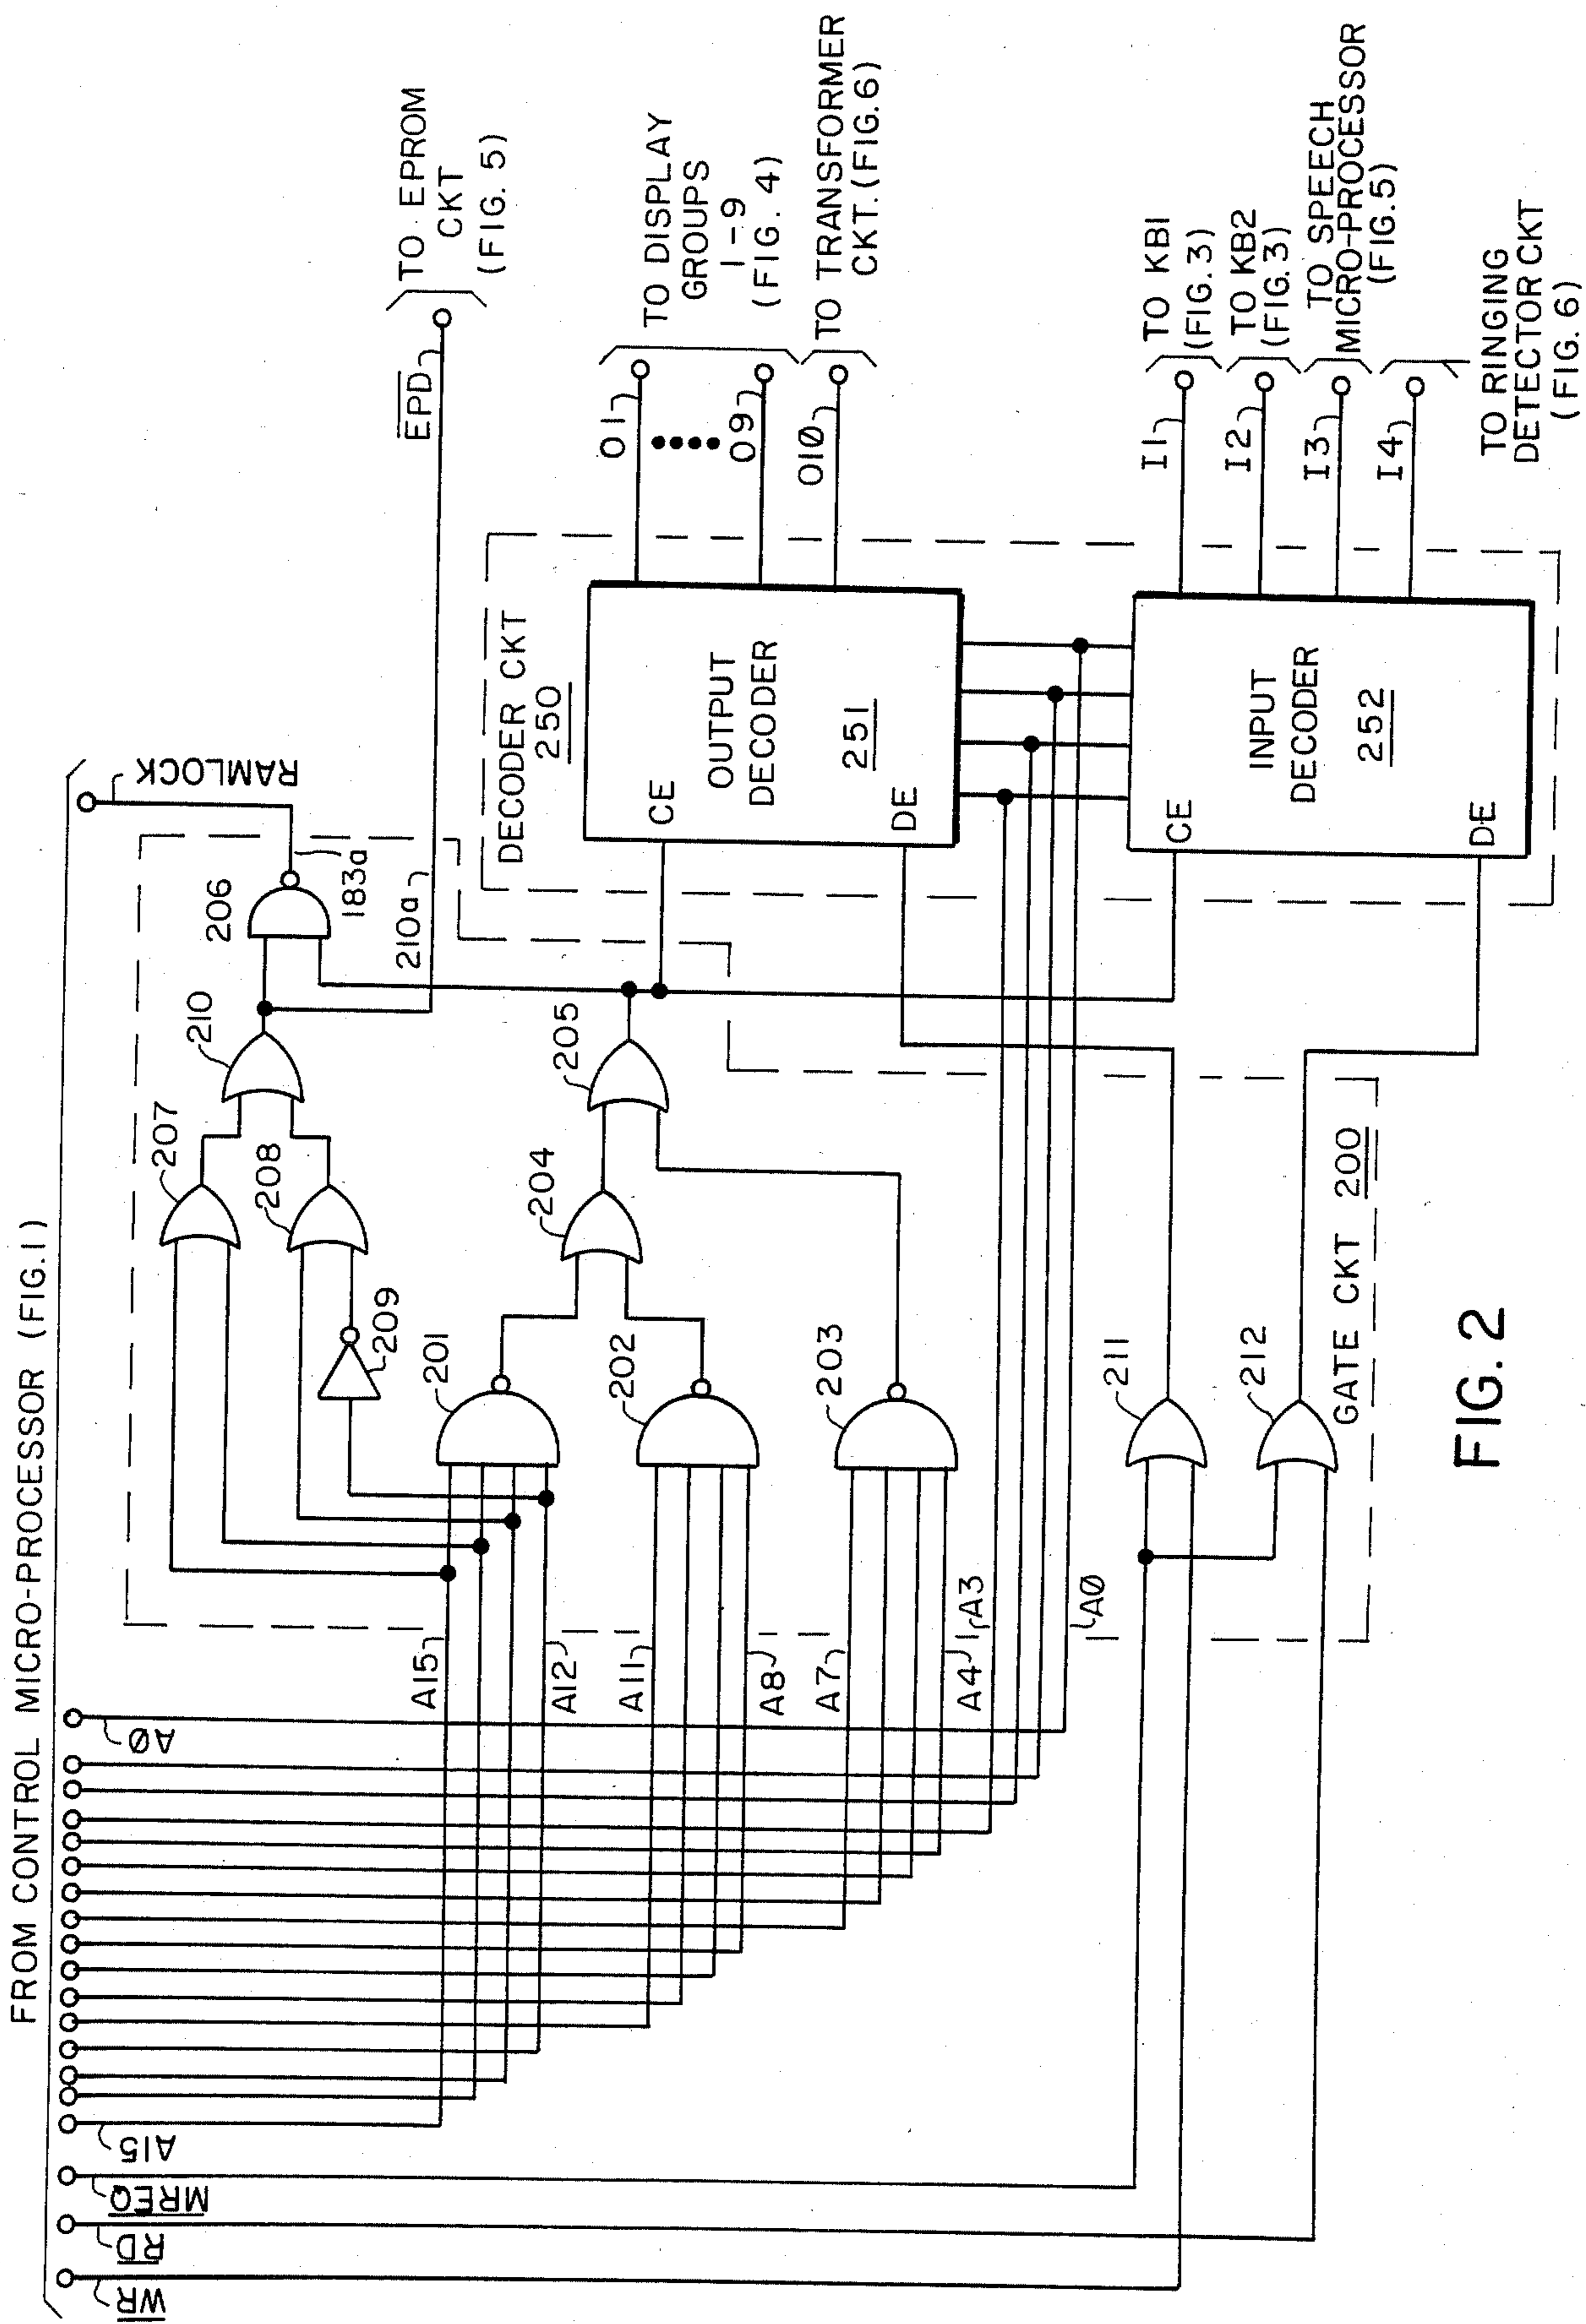 FROM CONTROL MICRO-PROCESSOR (FIG.1)
WR
RD
MREQ
A15
A0
RAMLOCK
A15
A12
A11
A8
A7
A4
A3
A0
207
208
209
210
206
183a
210a
201
202
203
204
205
211
212
GATE CKT 200
EPD
TO EPROM
CKT
(FIG. 5)
DECODER CKT
250
CE
OUTPUT
DECODER
251
DE
CE
INPUT
DECODER
252
DE
O1
O9
O1Ø
TO DISPLAY
GROUPS
1-9
(FIG. 4)
TO TRANSFORMER
CKT.(FIG.6)
I1
I2
I3
I4
TO KB1
(FIG.3)
TO KB2
(FIG.3)
TO SPEECH
MICRO-PROCESSOR
(FIG.5)
TO RINGING
DETECTOR CKT
(FIG. 6)
FIG. 2